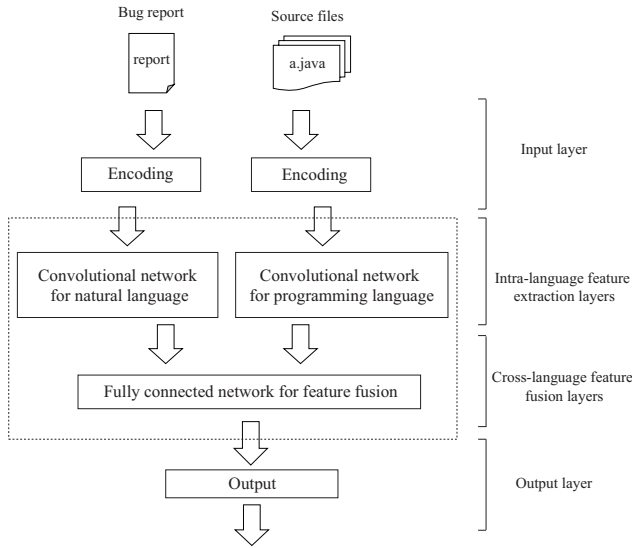 Bug report
Source files
report
a.java
Input layer
Encoding
Encoding
Convolutional network
for natural language
Convolutional network
for programming language
Intra-language feature
extraction layers
Fully connected network for feature fusion
Cross-language feature
fusion layers
Output
Output layer